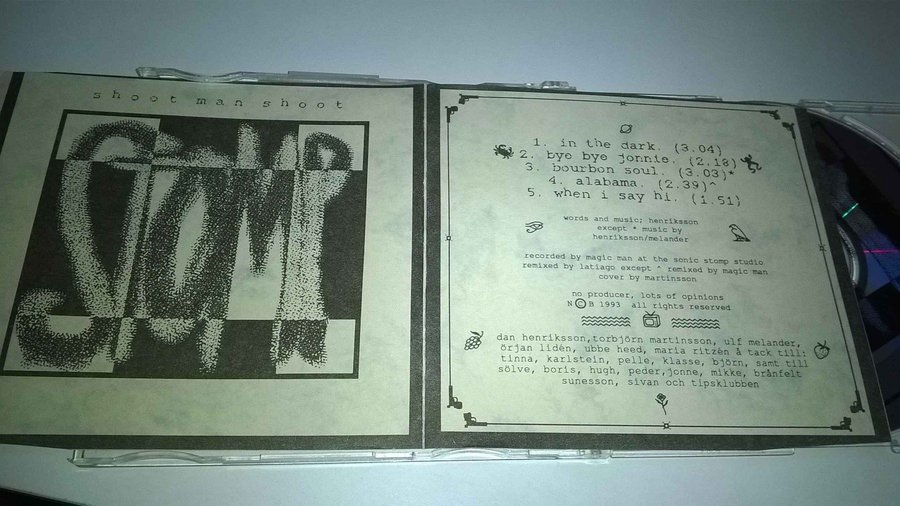 shoot man shoot
STOMP
1. in the dark. (3.04)
2. bye bye jonnie. (2.18)
3. bourbon soul. (3.03)*
4. alabama. (2.39)^
5. when i say hi. (1.51)
words and music; henriksson
except * music by
henriksson/melander
recorded by magic man at the sonic stomp studio
remixed by latiago except ^ remixed by magic man
cover by martinsson
no producer, lots of opinions
N©B 1993 all rights reserved
dan henriksson, torbjörn martinsson, ulf melander,
örjan lidén, ubbe heed, maria ritzén å tack till:
tinna, karlstein, pelle, klasse, björn, samt till
sölve, boris, hugh, peder, jonne, mikke, brånfelt
sunesson, sivan och tipsklubben